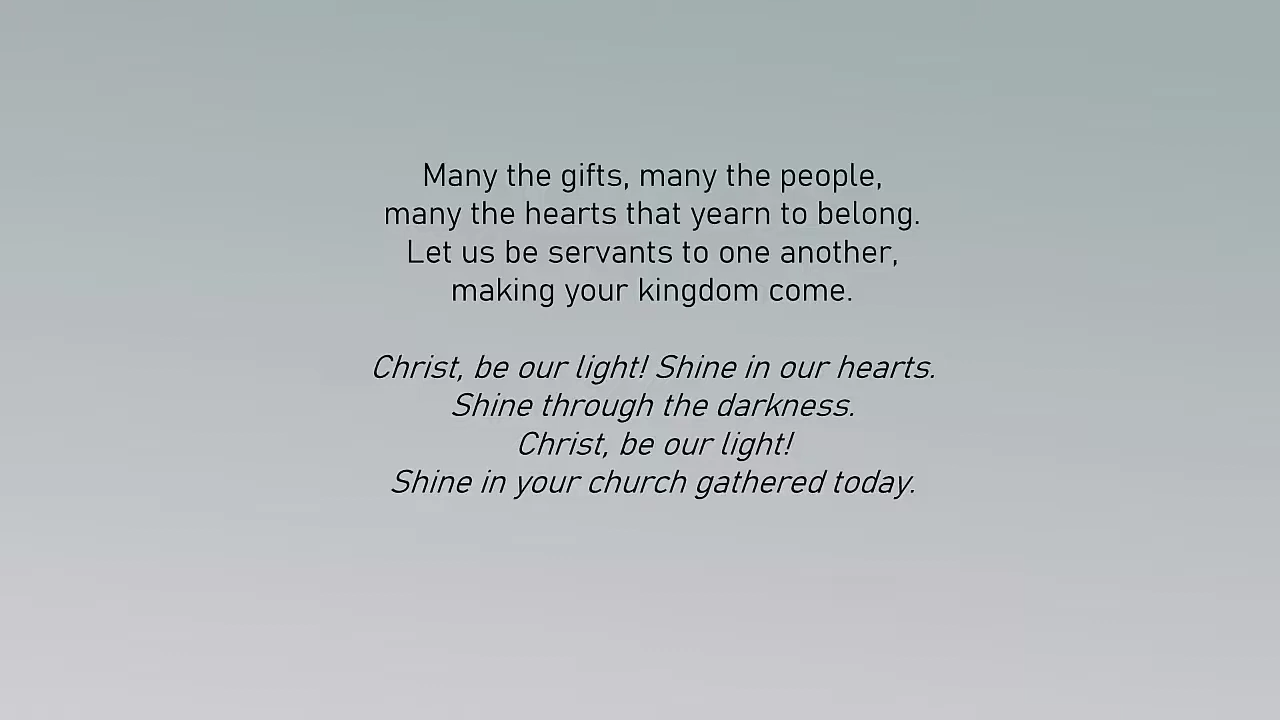 Many the gifts, many the people,
many the hearts that yearn to belong.
Let us be servants to one another,
making your kingdom come.
Christ, be our light! Shine in our hearts.
Shine through the darkness.
Christ, be our light!
Shine in your church gathered today.